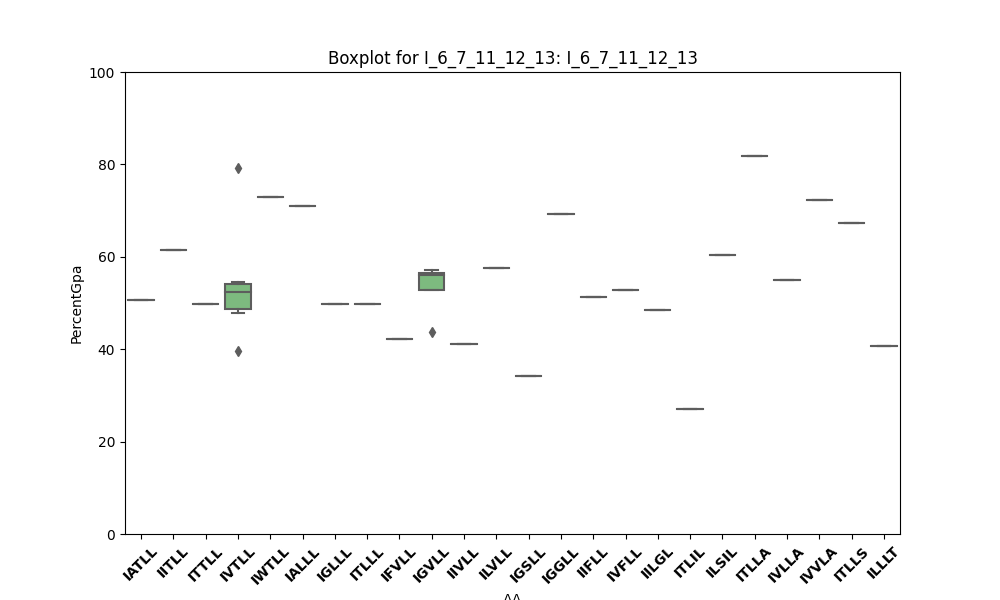 Boxplot for I_6_7_11_12_13: I_6_7_11_12_13
100
80
60
40
20
0
PercentGpa
IATLL
IITLL
ITTLL
IVTLL
IWTLL
IALLL
IGLLL
ITLLL
IFVLL
IGVLL
IIVLL
ILVLL
IGSLL
IGGLL
IIFLL
IVFLL
IILGL
ITLIL
ILSIL
ITLLA
IVLLA
IVVLA
ITLLS
ILLLT
AA